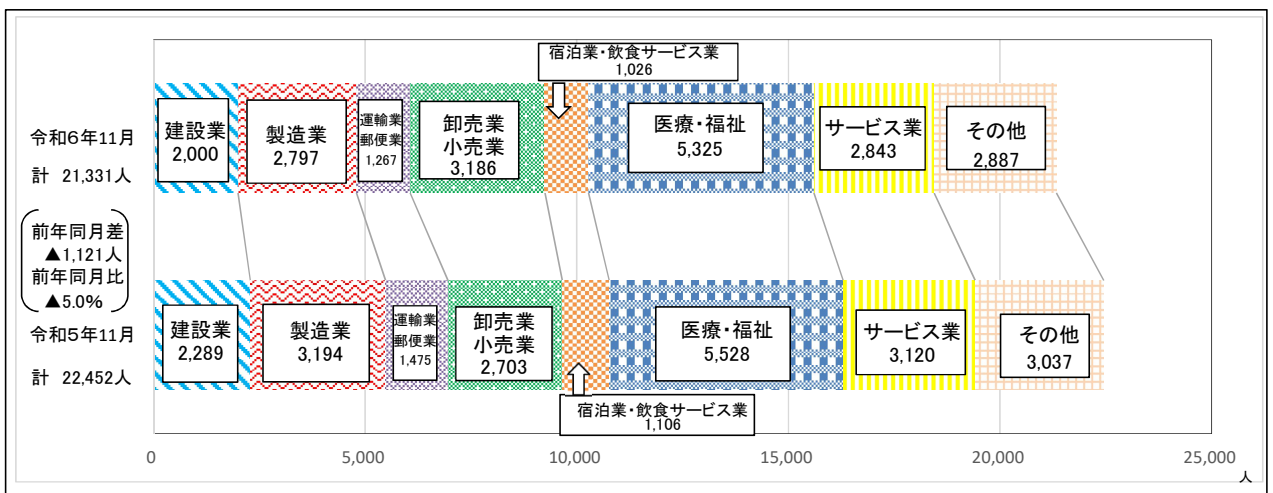 宿泊業・飲食サービス業
1,026
令和6年11月
計 21,331人
建設業
2,000
製造業
2,797
運輸業
郵便業
1,267
卸売業
小売業
3,186
医療・福祉
5,325
サービス業
2,843
その他
2,887
前年同月差
▲1,121人
前年同月比
▲5.0%
令和5年11月
計 22,452人
建設業
2,289
製造業
3,194
運輸業
郵便業
1,475
卸売業
小売業
2,703
医療・福祉
5,528
サービス業
3,120
その他
3,037
宿泊業・飲食サービス業
1,106
0 5,000 10,000 15,000 20,000 25,000
人